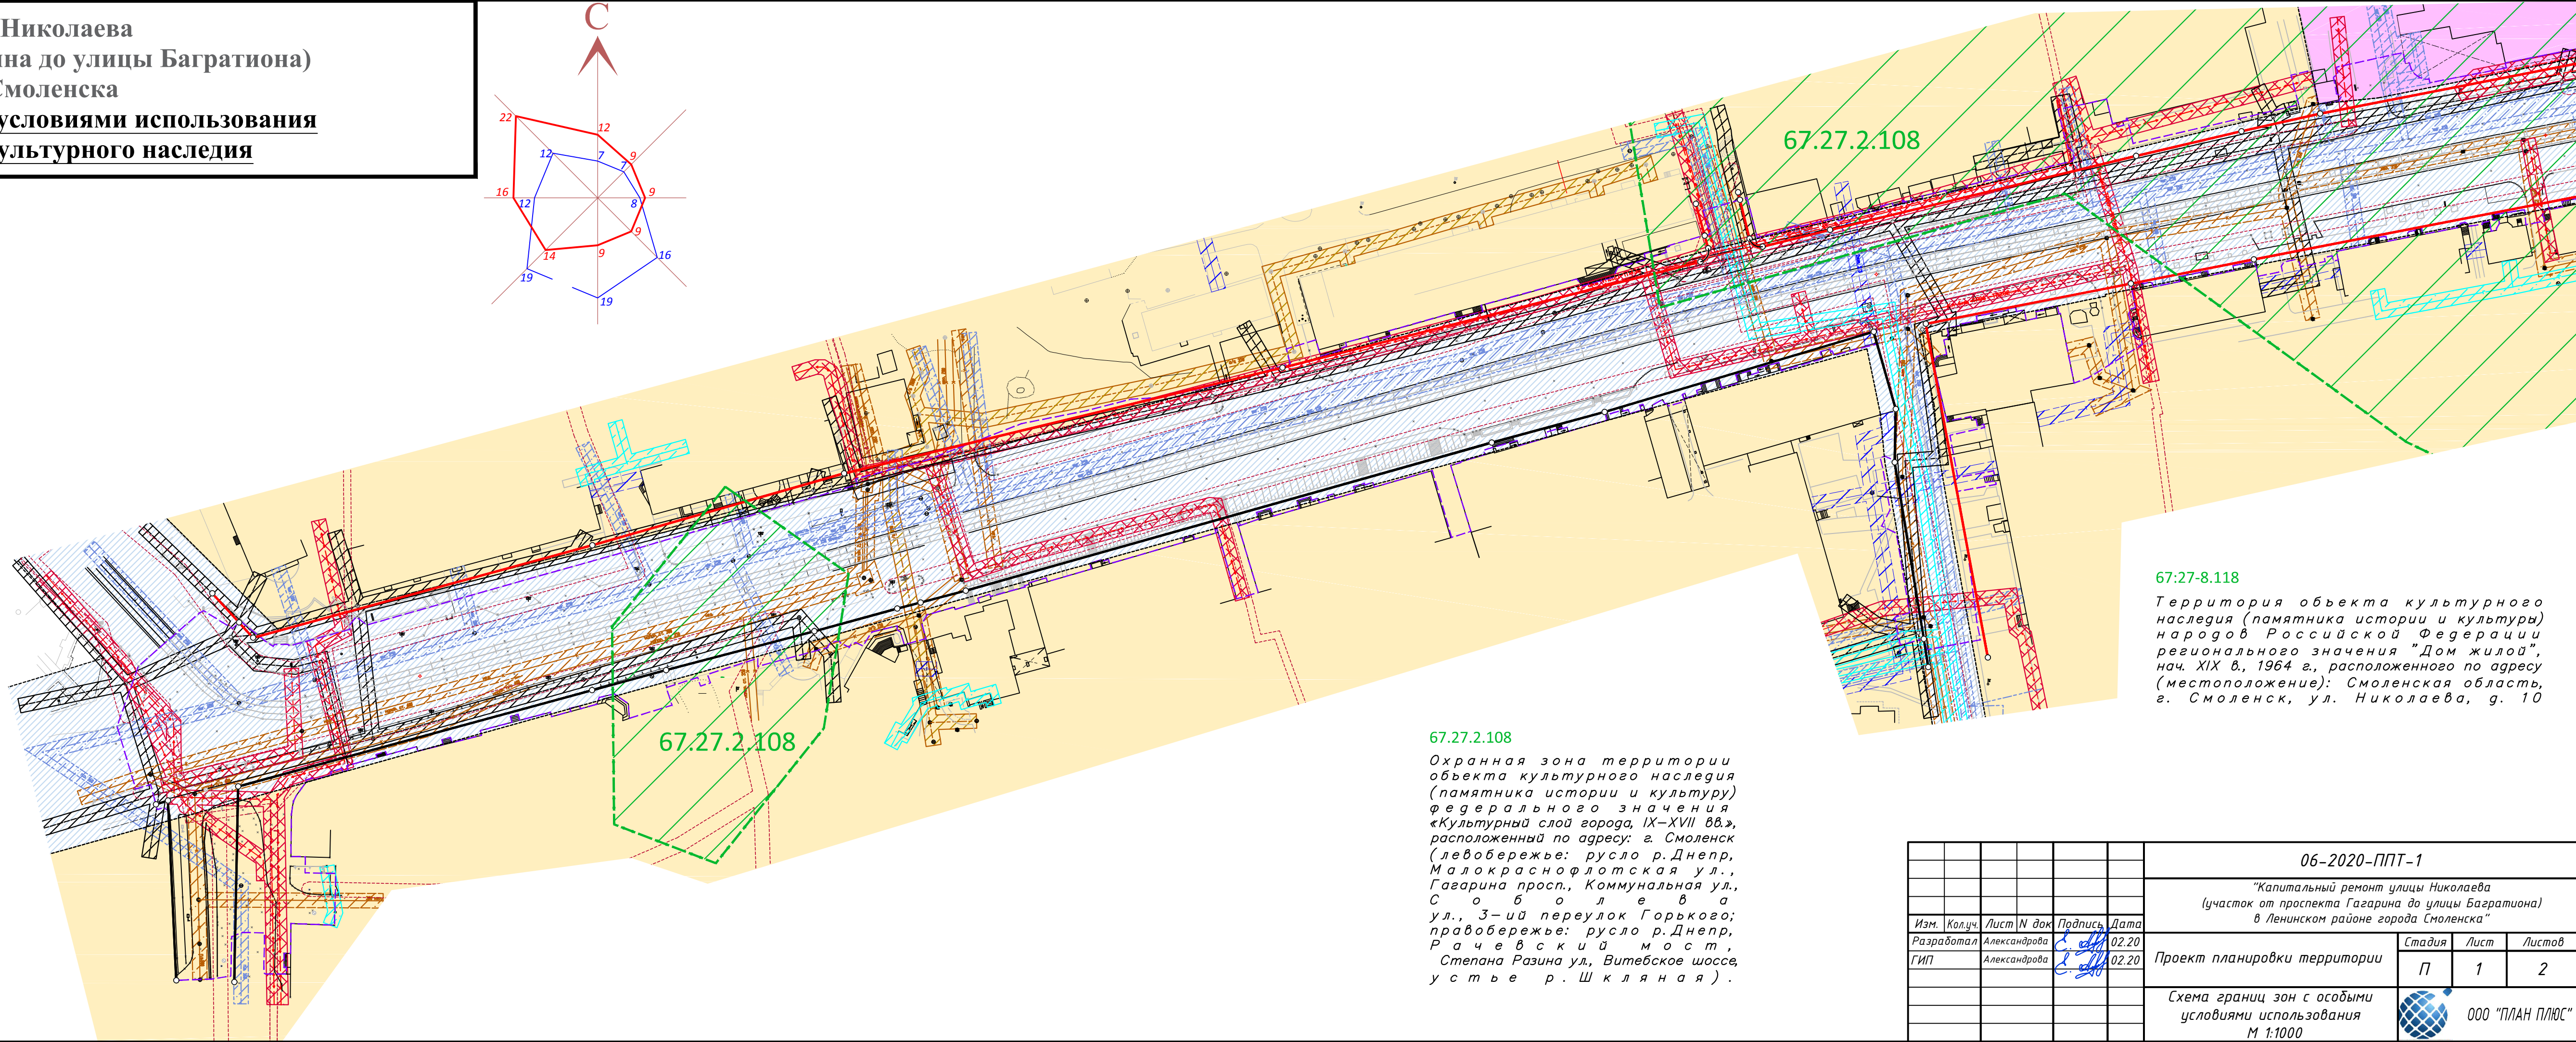 Николаева
на до улицы Багратиона)
Смоленска
условиями использования
культурного наследия
С
22
12
12
7
9
7
16
12
9
8
9
14
9
16
19
19
67.27.2.108
67.27.2.108
67:27-8.118
Территория объекта культурного
наследия (памятника истории и культуры)
народов Российской Федерации
регионального значения "Дом жилой",
нач. XIX в., 1964 г., расположенного по адресу
(местоположение): Смоленская область,
г. Смоленск, ул. Николаева, д. 10
67.27.2.108
Охранная зона территории
объекта культурного наследия
(памятника истории и культуру)
федерального значения
«Культурный слой города, IX–XVII вв.»,
расположенный по адресу: г. Смоленск
(левобережье: русло р.Днепр,
Малокраснофлотская ул.,
Гагарина просп., Коммунальная ул.,
Соболева
ул., 3–ий переулок Горького;
правобережье: русло р.Днепр,
Рачевский мост,
Степана Разина ул., Витебское шоссе,
устье р.Шкляная).
06-2020-ППТ-1
"Капитальный ремонт улицы Николаева
(участок от проспекта Гагарина до улицы Багратиона)
в Ленинском районе города Смоленска"
Изм. Кол.уч. Лист N док Подпись Дата
Разработал Александрова 02.20
ГИП Александрова 02.20
Проект планировки территории
Стадия Лист Листов
П 1 2
Схема границ зон с особыми
условиями использования
М 1:1000
ООО "ПЛАН ПЛЮС"